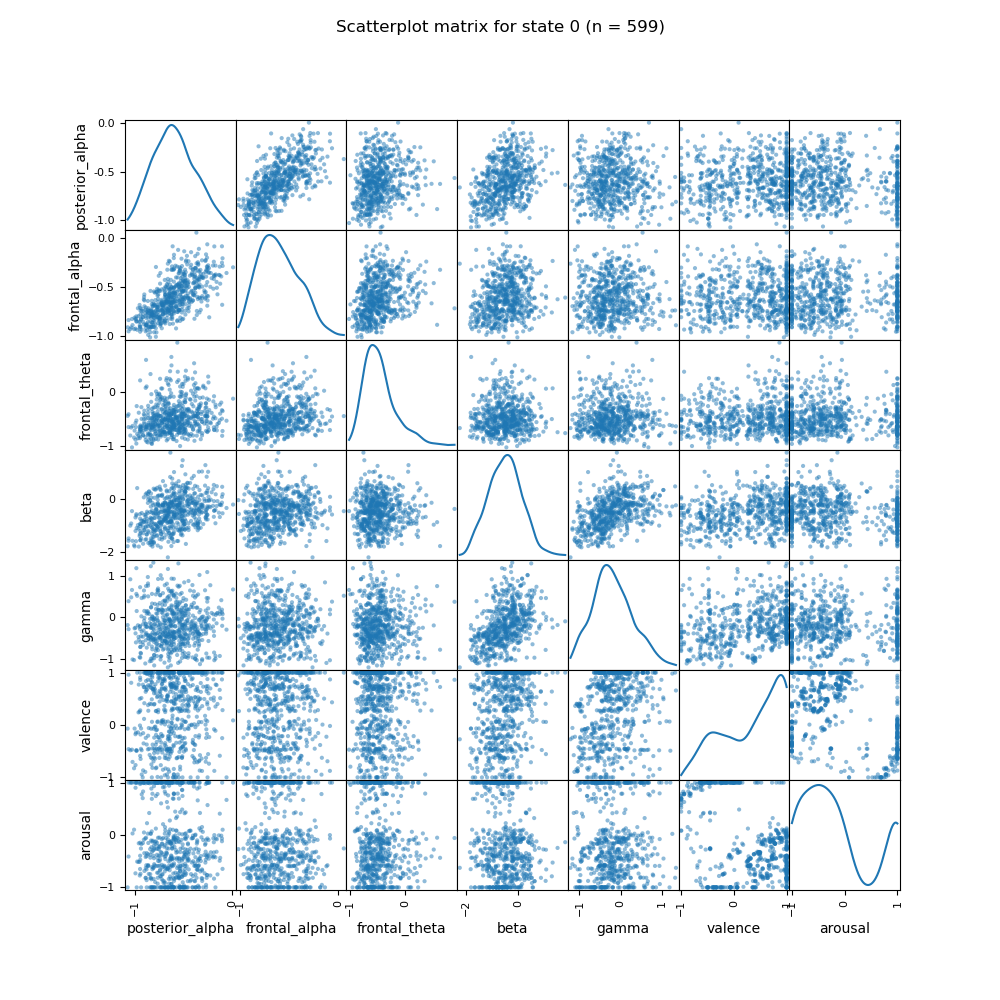 Scatterplot matrix for state 0 (n = 599)
posterior_alpha
0.0
-0.5
-1.0
frontal_alpha
0.0
-0.5
-1.0
frontal_theta
0
-1
beta
0
-2
gamma
1
0
-1
valence
1
0
-1
arousal
1
0
-1
-1 0 -1 0 -1 0 -2 0 -1 0 1 -1 0 1 -1 0 1
posterior_alpha frontal_alpha frontal_theta beta gamma valence arousal